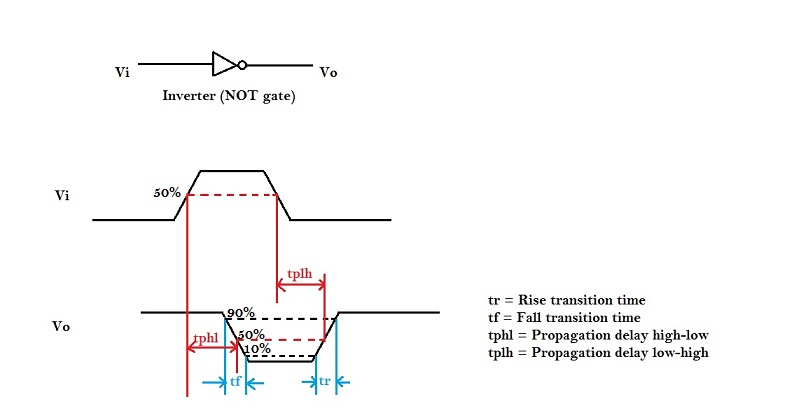 Vi
Vo
Inverter (NOT gate)
50%
Vi
tplh
90%
Vo
50%
tphl
10%
tf
tr
tr = Rise transition time
tf = Fall transition time
tphl = Propagation delay high-low
tplh = Propagation delay low-high